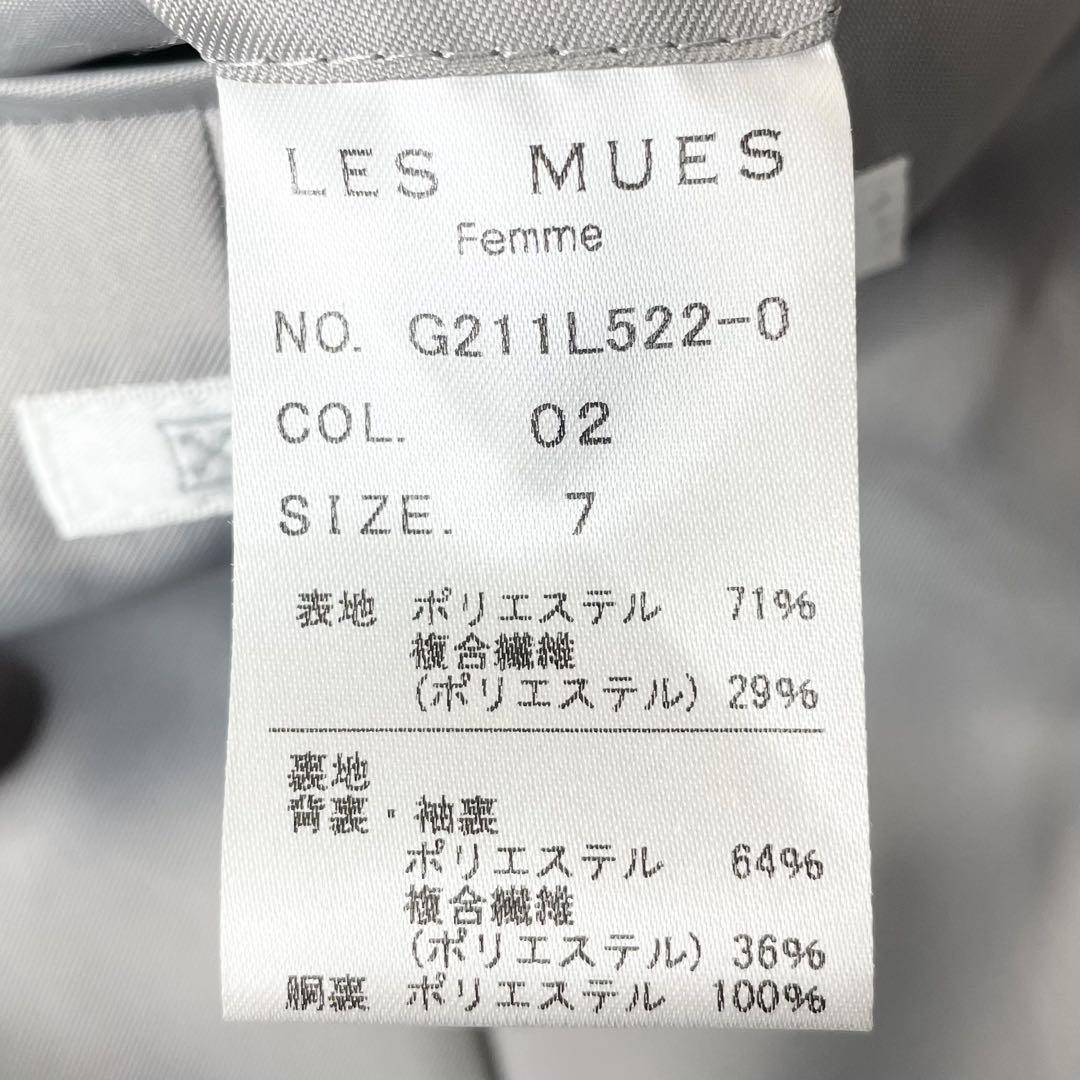 LES MUES
Femme
NO. G211L522-0
COL. 02
SIZE. 7
表地 ポリエステル 71%
複合繊維
(ポリエステル) 29%
裏地
背裏・袖裏
ポリエステル 64%
複合繊維
(ポリエステル) 36%
胴裏 ポリエステル 100%